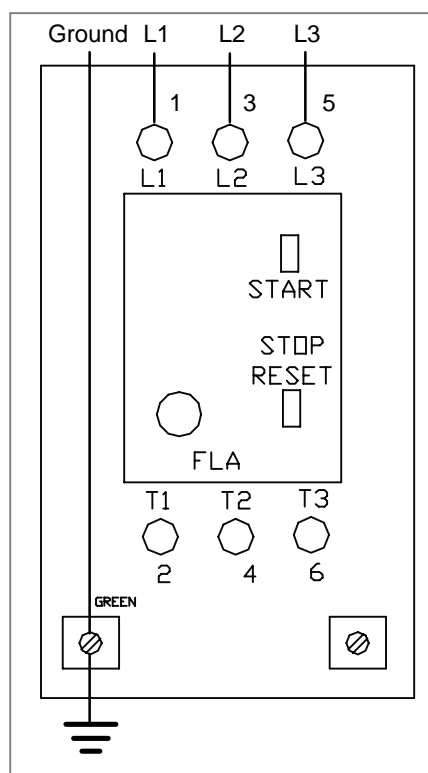 Ground L1 L2 L3
1 3 5
L1 L2 L3
START
STOP
RESET
FLA
T1 T2 T3
2 4 6
GREEN